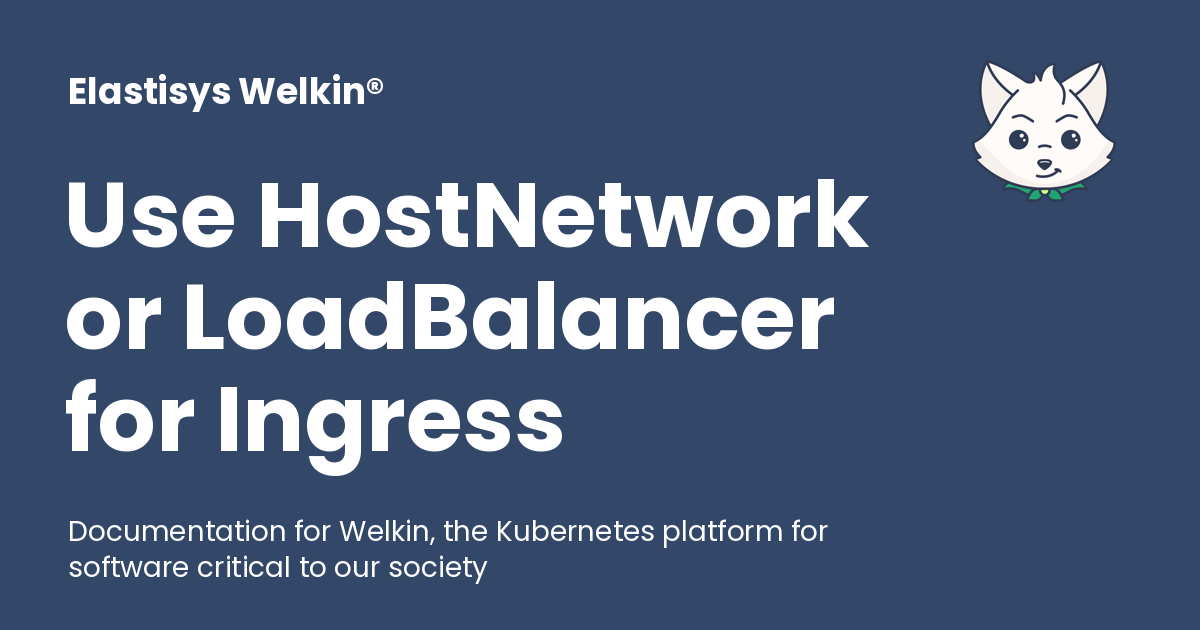 Elastisys Welkin®
Use HostNetwork
or LoadBalancer
for Ingress
Documentation for Welkin, the Kubernetes platform for
software critical to our society